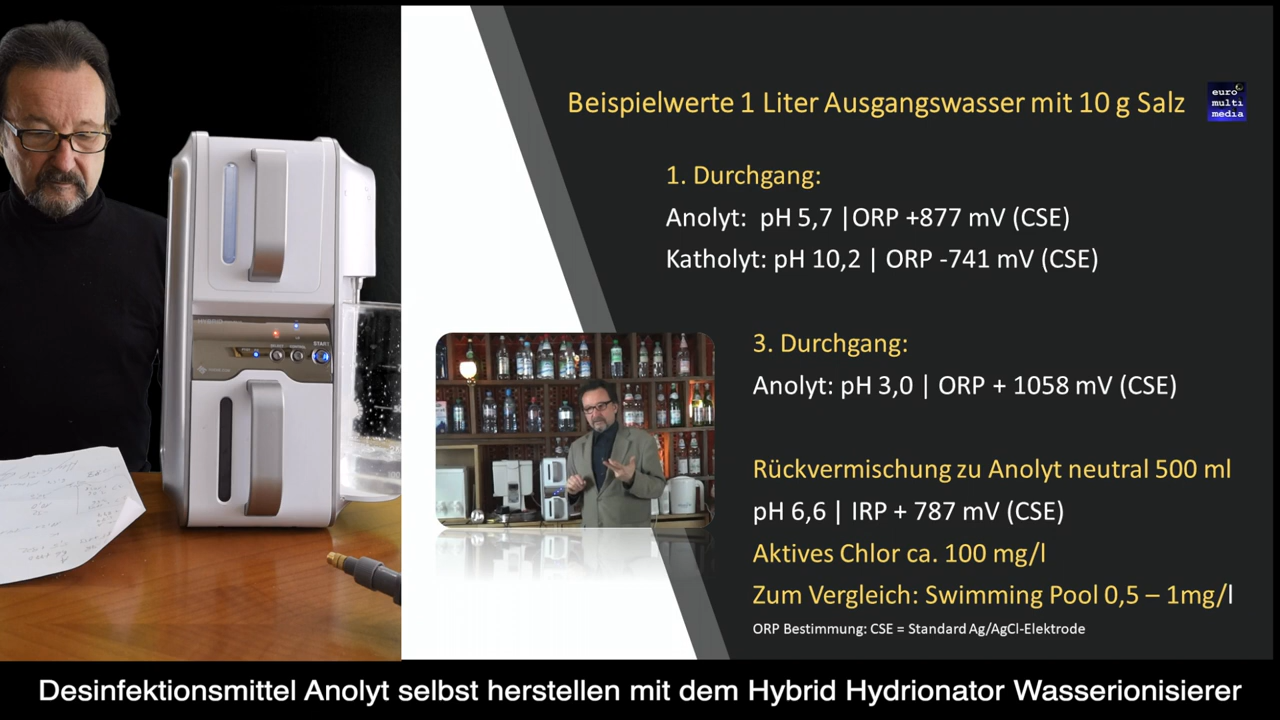 Beispielwerte 1 Liter Ausgangswasser mit 10 g Salz
euro
multi
media
1. Durchgang:
Anolyt: pH 5,7 |ORP +877 mV (CSE)
Katholyt: pH 10,2 | ORP -741 mV (CSE)
3. Durchgang:
Anolyt: pH 3,0 | ORP + 1058 mV (CSE)
Rückvermischung zu Anolyt neutral 500 ml
pH 6,6 | IRP + 787 mV (CSE)
Aktives Chlor ca. 100 mg/l
Zum Vergleich: Swimming Pool 0,5 – 1mg/l
ORP Bestimmung: CSE = Standard Ag/AgCl-Elektrode
START
Desinfektionsmittel Anolyt selbst herstellen mit dem Hybrid Hydrionator Wasserionisierer